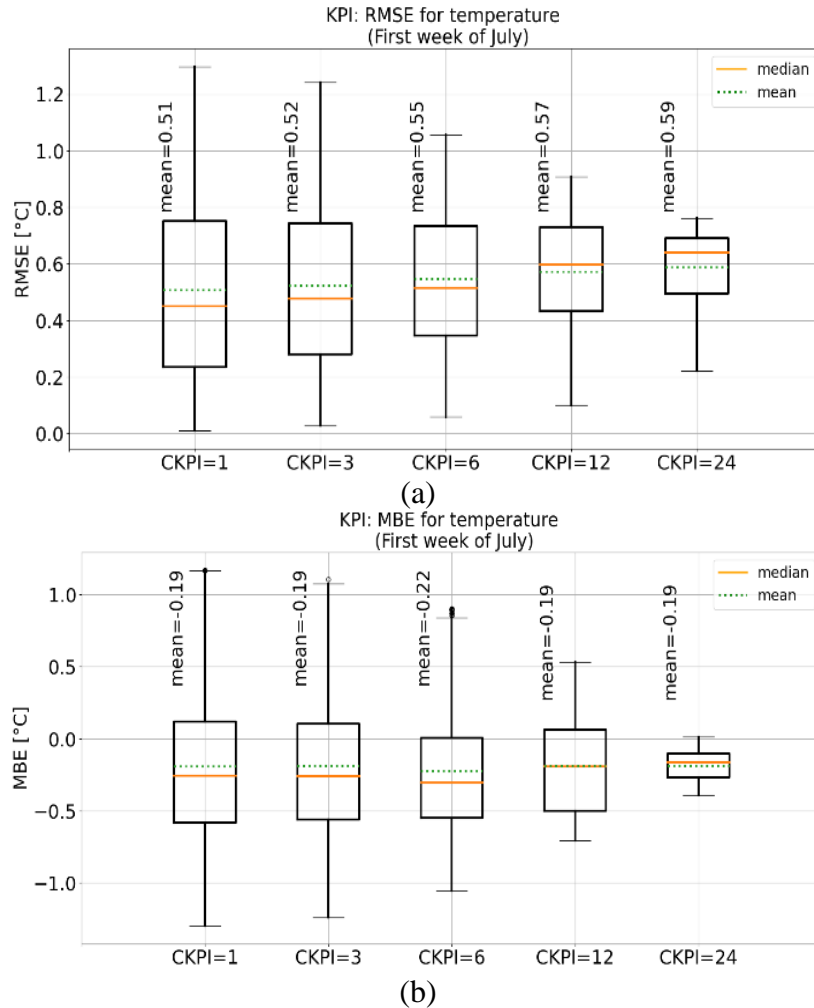 KPI: RMSE for temperature
(First week of July)
median
mean
mean=0.51
mean=0.52
mean=0.55
mean=0.57
mean=0.59
RMSE [°C]
1.2
1.0
0.8
0.6
0.4
0.2
0.0
CKPI=1
CKPI=3
CKPI=6
CKPI=12
CKPI=24
(a)
KPI: MBE for temperature
(First week of July)
median
mean
mean=-0.19
mean=-0.19
mean=-0.22
mean=-0.19
mean=-0.19
MBE [°C]
1.0
0.5
0.0
−0.5
−1.0
CKPI=1
CKPI=3
CKPI=6
CKPI=12
CKPI=24
(b)